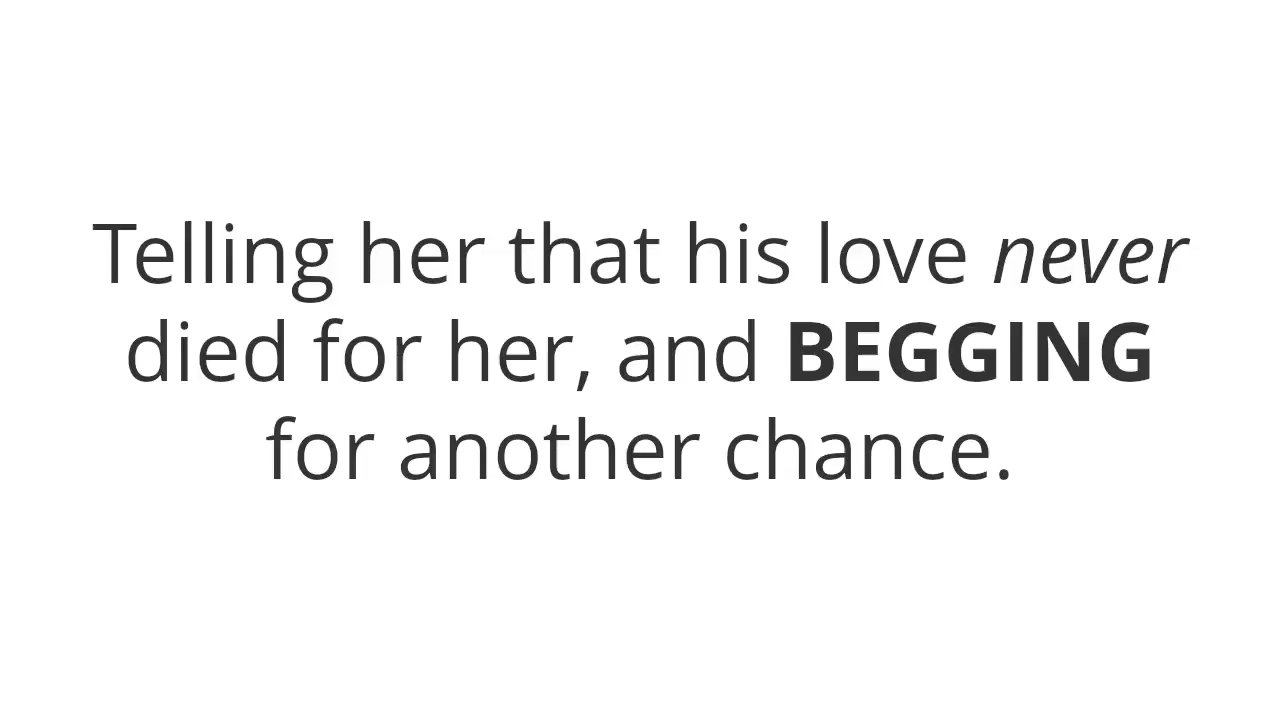 Telling her that his love never
died for her, and BEGGING
for another chance.